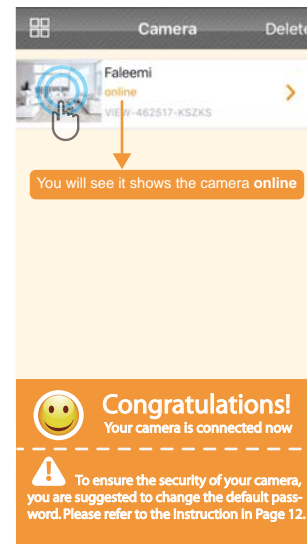 Camera Delete
Faleemi
online
VIEW-462517-KSZKS
You will see it shows the camera online
Congratulations!
Your camera is connected now
To ensure the security of your camera,
you are suggested to change the default pass-
word. Please refer to the Instruction In Page 12.